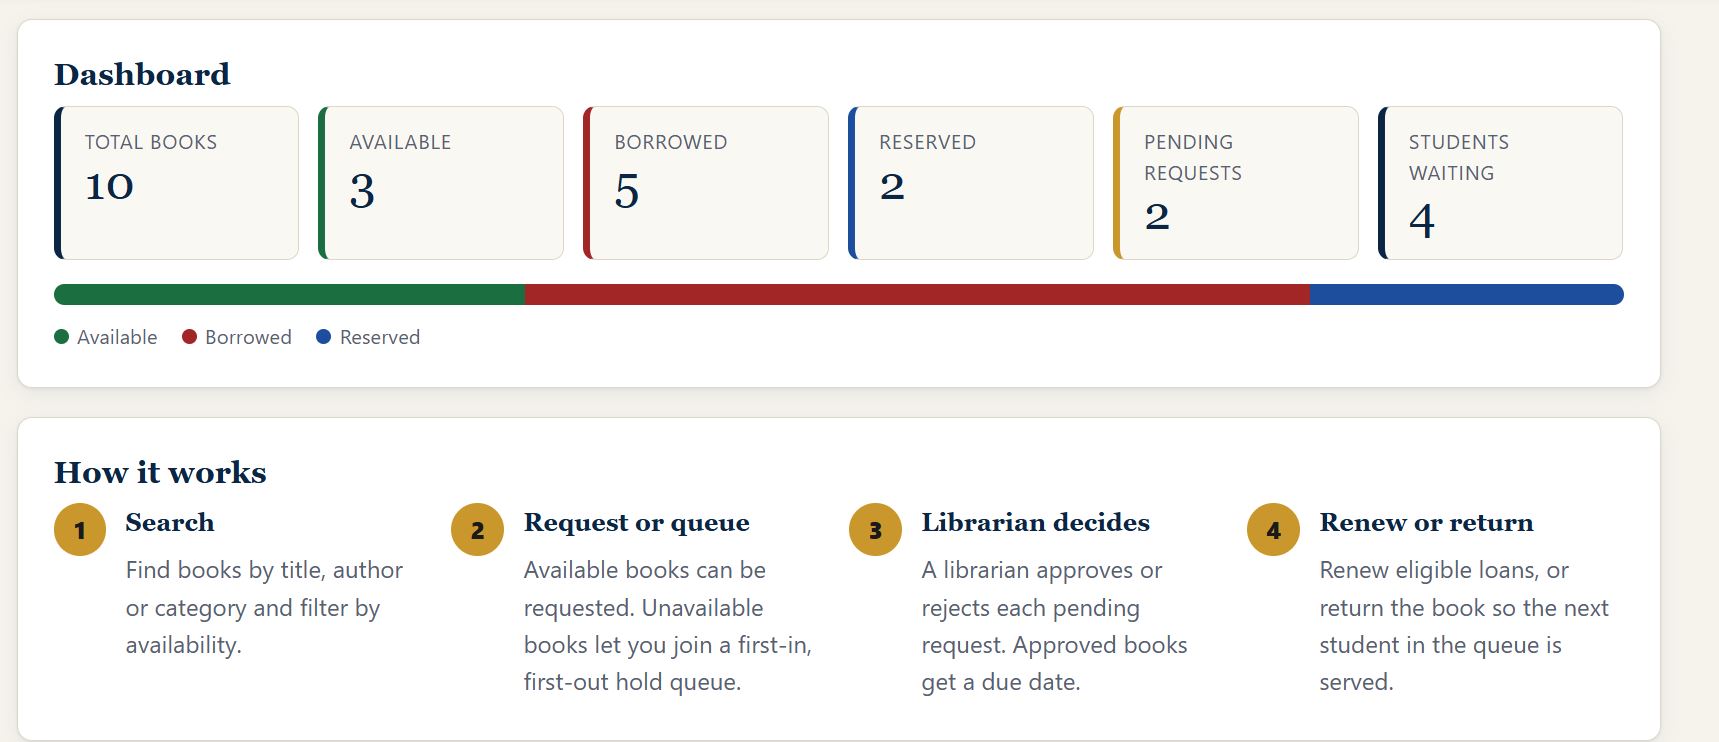 Dashboard
TOTAL BOOKS
10
AVAILABLE
3
BORROWED
5
RESERVED
2
PENDING
REQUESTS
2
STUDENTS
WAITING
4
Available
Borrowed
Reserved
How it works
1
Search
Find books by title, author
or category and filter by
availability.
2
Request or queue
Available books can be
requested. Unavailable
books let you join a first-in,
first-out hold queue.
3
Librarian decides
A librarian approves or
rejects each pending
request. Approved books
get a due date.
4
Renew or return
Renew eligible loans, or
return the book so the next
student in the queue is
served.